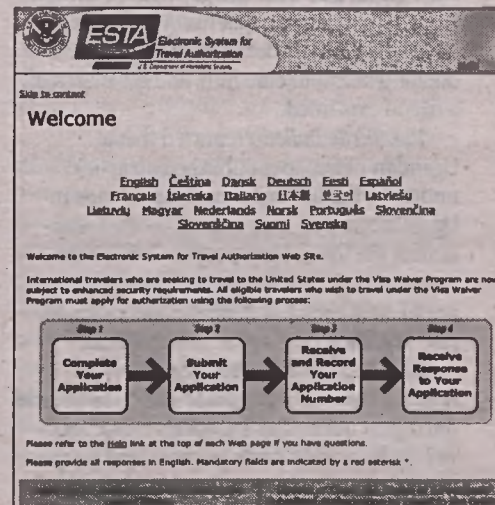 ESTA
Electronic System for
Travel Authorization
U.S. Department of Homeland Security
Skip to content
Welcome
English Čeština Dansk Deutsch Eesti Español
Français Íslenska Italiano 日本語 한국어 Latviešu
Lietuvių Magyar Nederlands Norsk Português Slovenčina
Slovenščina Suomi Svenska
Welcome to the Electronic System for Travel Authorization Web Site.
International travelers who are seeking to travel to the United States under the Visa Waiver Program are now
subject to enhanced security requirements. All eligible travelers who wish to travel under the Visa Waiver
Program must apply for authorization using the following process:
Step 1 Step 2 Step 3 Step 4
Complete Your Application
Submit Your Application
Receive and Record Your Application Number
Receive Response to Your Application
Please refer to the Help link at the top of each Web page if you have questions.
Please provide all responses in English. Mandatory fields are indicated by a red asterisk *.